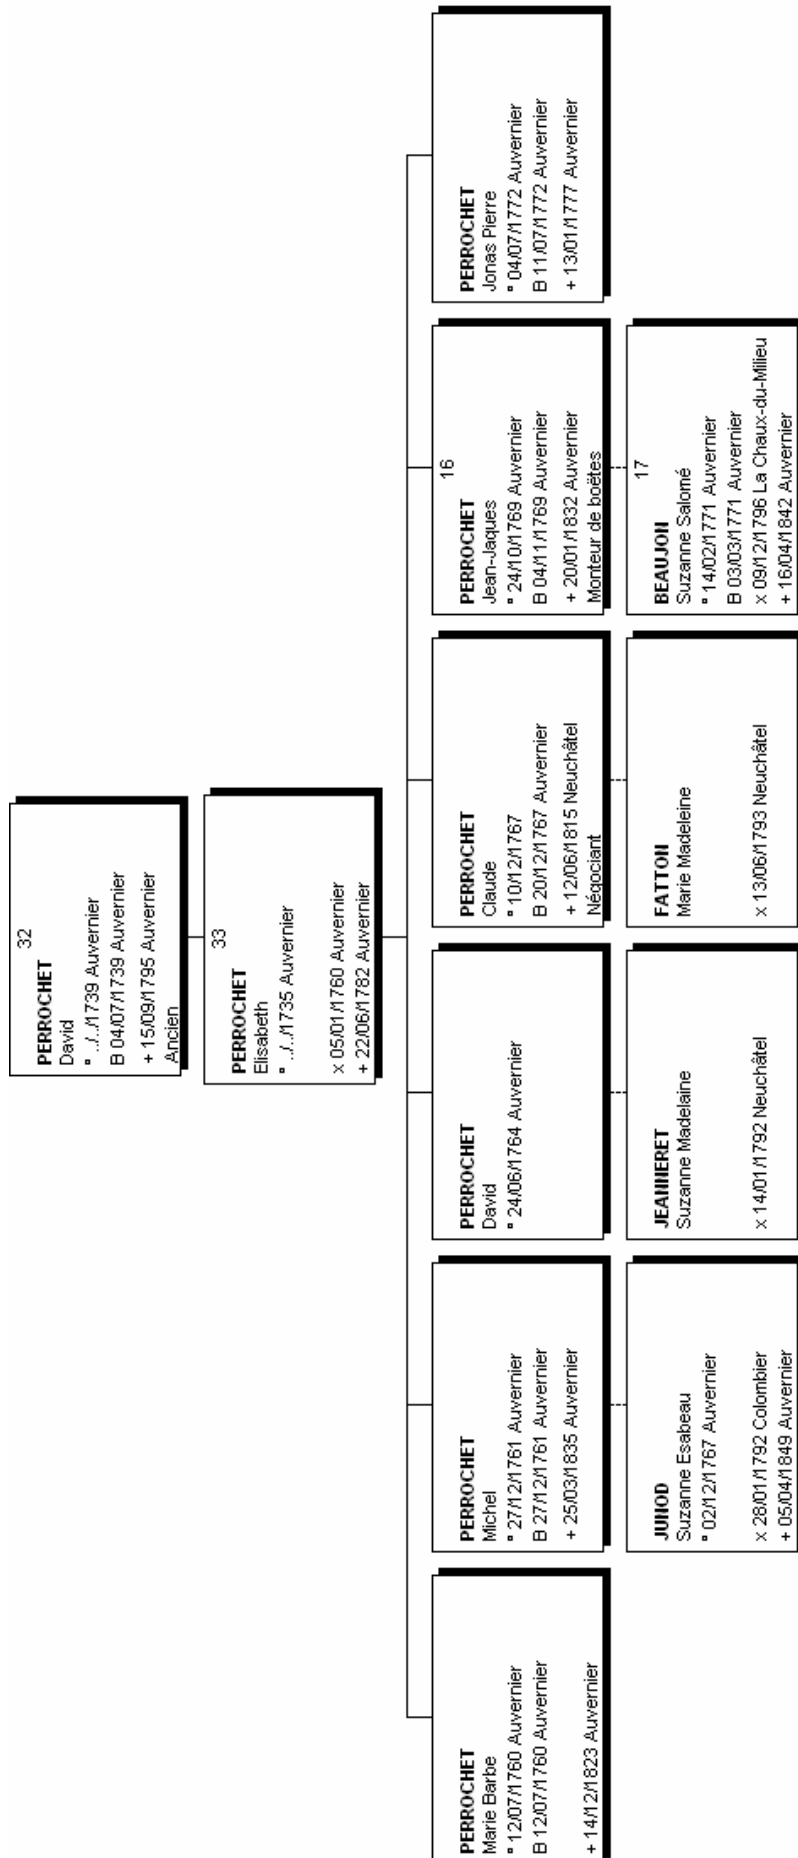 32
PERROCHET
David
° ../../1739 Auvernier
B 04/07/1739 Auvernier
+ 15/09/1795 Auvernier
Ancien
33
PERROCHET
Elisabeth
° ../../1735 Auvernier
x 05/01/1760 Auvernier
+ 22/06/1782 Auvernier
PERROCHET
Marie Barbe
° 12/07/1760 Auvernier
B 12/07/1760 Auvernier
+ 14/12/1823 Auvernier
PERROCHET
Michel
° 27/12/1761 Auvernier
B 27/12/1761 Auvernier
+ 25/03/1835 Auvernier
PERROCHET
David
° 24/06/1764 Auvernier
PERROCHET
Claude
° 10/12/1767
B 20/12/1767 Auvernier
+ 12/06/1815 Neuchâtel
Négociant
16
PERROCHET
Jean-Jaques
° 24/10/1769 Auvernier
B 04/11/1769 Auvernier
+ 20/01/1832 Auvernier
Monteur de boëtes
PERROCHET
Jonas Pierre
° 04/07/1772 Auvernier
B 11/07/1772 Auvernier
+ 13/01/1777 Auvernier
JUNOD
Suzanne Esabeau
° 02/12/1767 Auvernier
x 28/01/1792 Colombier
+ 05/04/1849 Auvernier
JEANNERET
Suzanne Madelaine
x 14/01/1792 Neuchâtel
FATTON
Marie Madeleine
x 13/06/1793 Neuchâtel
17
BEAUJON
Suzanne Salomé
° 14/02/1771 Auvernier
B 03/03/1771 Auvernier
x 09/12/1796 La Chaux-du-Milieu
+ 16/04/1842 Auvernier